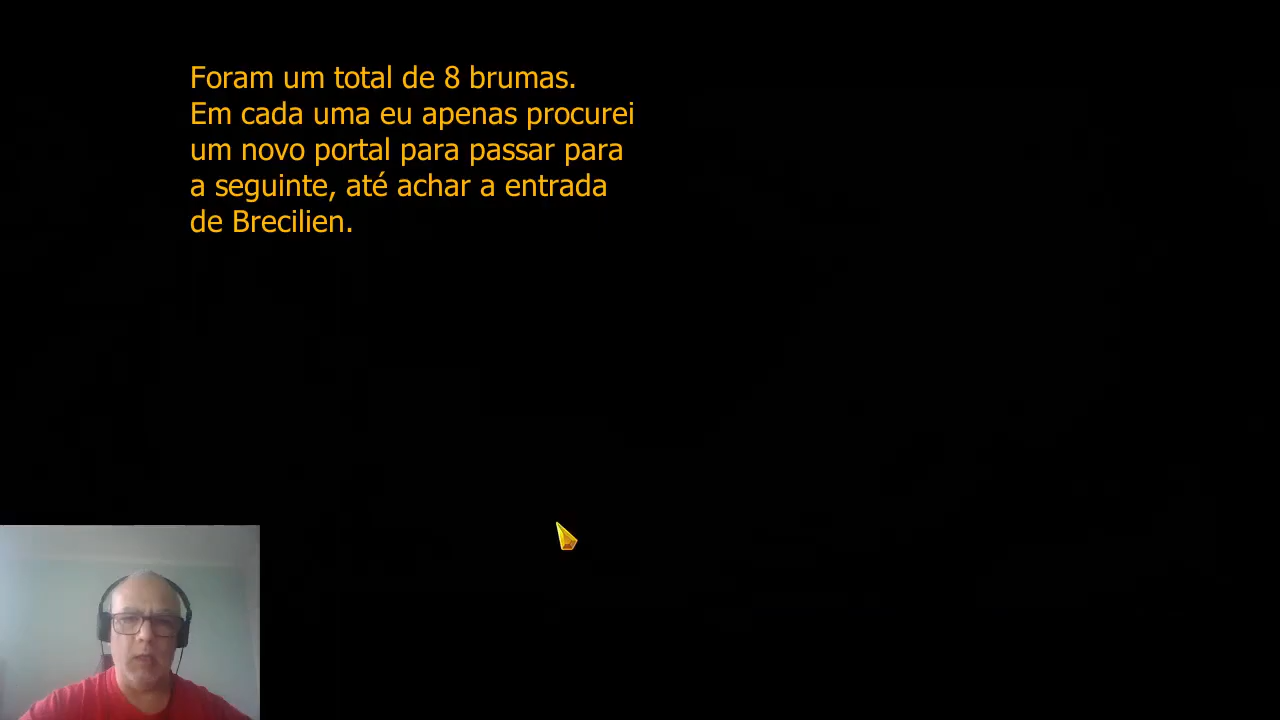 Foram um total de 8 brumas.
Em cada uma eu apenas procurei
um novo portal para passar para
a seguinte, até achar a entrada
de Brecilien.